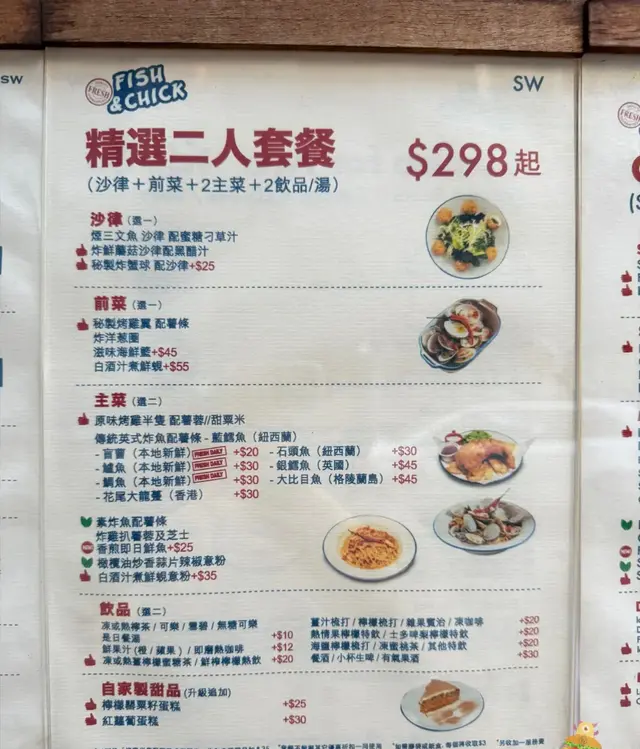 SW
FRESH
FISH
& CHICK
SW
精選二人套餐
$298起
(沙律+前菜+2主菜+2飲品/湯)
沙律 (選一)
煙三文魚 沙律 配蜜糖刁草汁
炸鮮蘑菇沙律配黑醋汁
秘製炸蟹球 配沙律+$25
前菜 (選一)
秘製烤雞翼 配薯條
炸洋葱圈
滋味海鮮籃+$45
白酒汁煮鮮蜆+$55
主菜 (選二)
原味烤雞半隻 配薯蓉//甜粟米
傳統英式炸魚配薯條 - 藍鱈魚 (紐西蘭)
- 盲曹 (本地新鮮) FRESH DAILY +$20 - 石頭魚 (紐西蘭) +$30
- 鱸魚 (本地新鮮) FRESH DAILY +$30 - 銀鱈魚 (英國) +$45
- 鯛魚 (本地新鮮) FRESH DAILY +$30 - 大比目魚 (格陵蘭島) +$45
- 花尾大龍躉 (香港) +$30
素炸魚配薯條
炸雞扒薯蓉及芝士
香煎即日鮮魚+$25
橄欖油炒香蒜片辣椒意粉
白酒汁煮鮮蜆意粉+$35
飲品 (選二)
凍或熱檸茶 / 可樂 / 雪碧 / 無糖可樂
是日餐湯 +$10
鮮果汁 (橙 / 蘋果) / 即磨熱咖啡 +$12
凍或熱薑檸檬蜜糖茶 / 鮮榨檸檬熱飲 +$20
薑汁梳打 / 檸檬梳打 / 雜果賓治 / 凍咖啡 +$20
熱情果檸檬特飲 / 士多啤梨檸檬特飲 +$20
海鹽檸檬梳打 / 凍蜜桃茶 / 其他特飲 +$20
餐酒 / 小杯生啤 / 有氣果酒 +$30
自家製甜品 (升級追加)
檸檬罌粟籽蛋糕 +$25
紅蘿蔔蛋糕 +$30